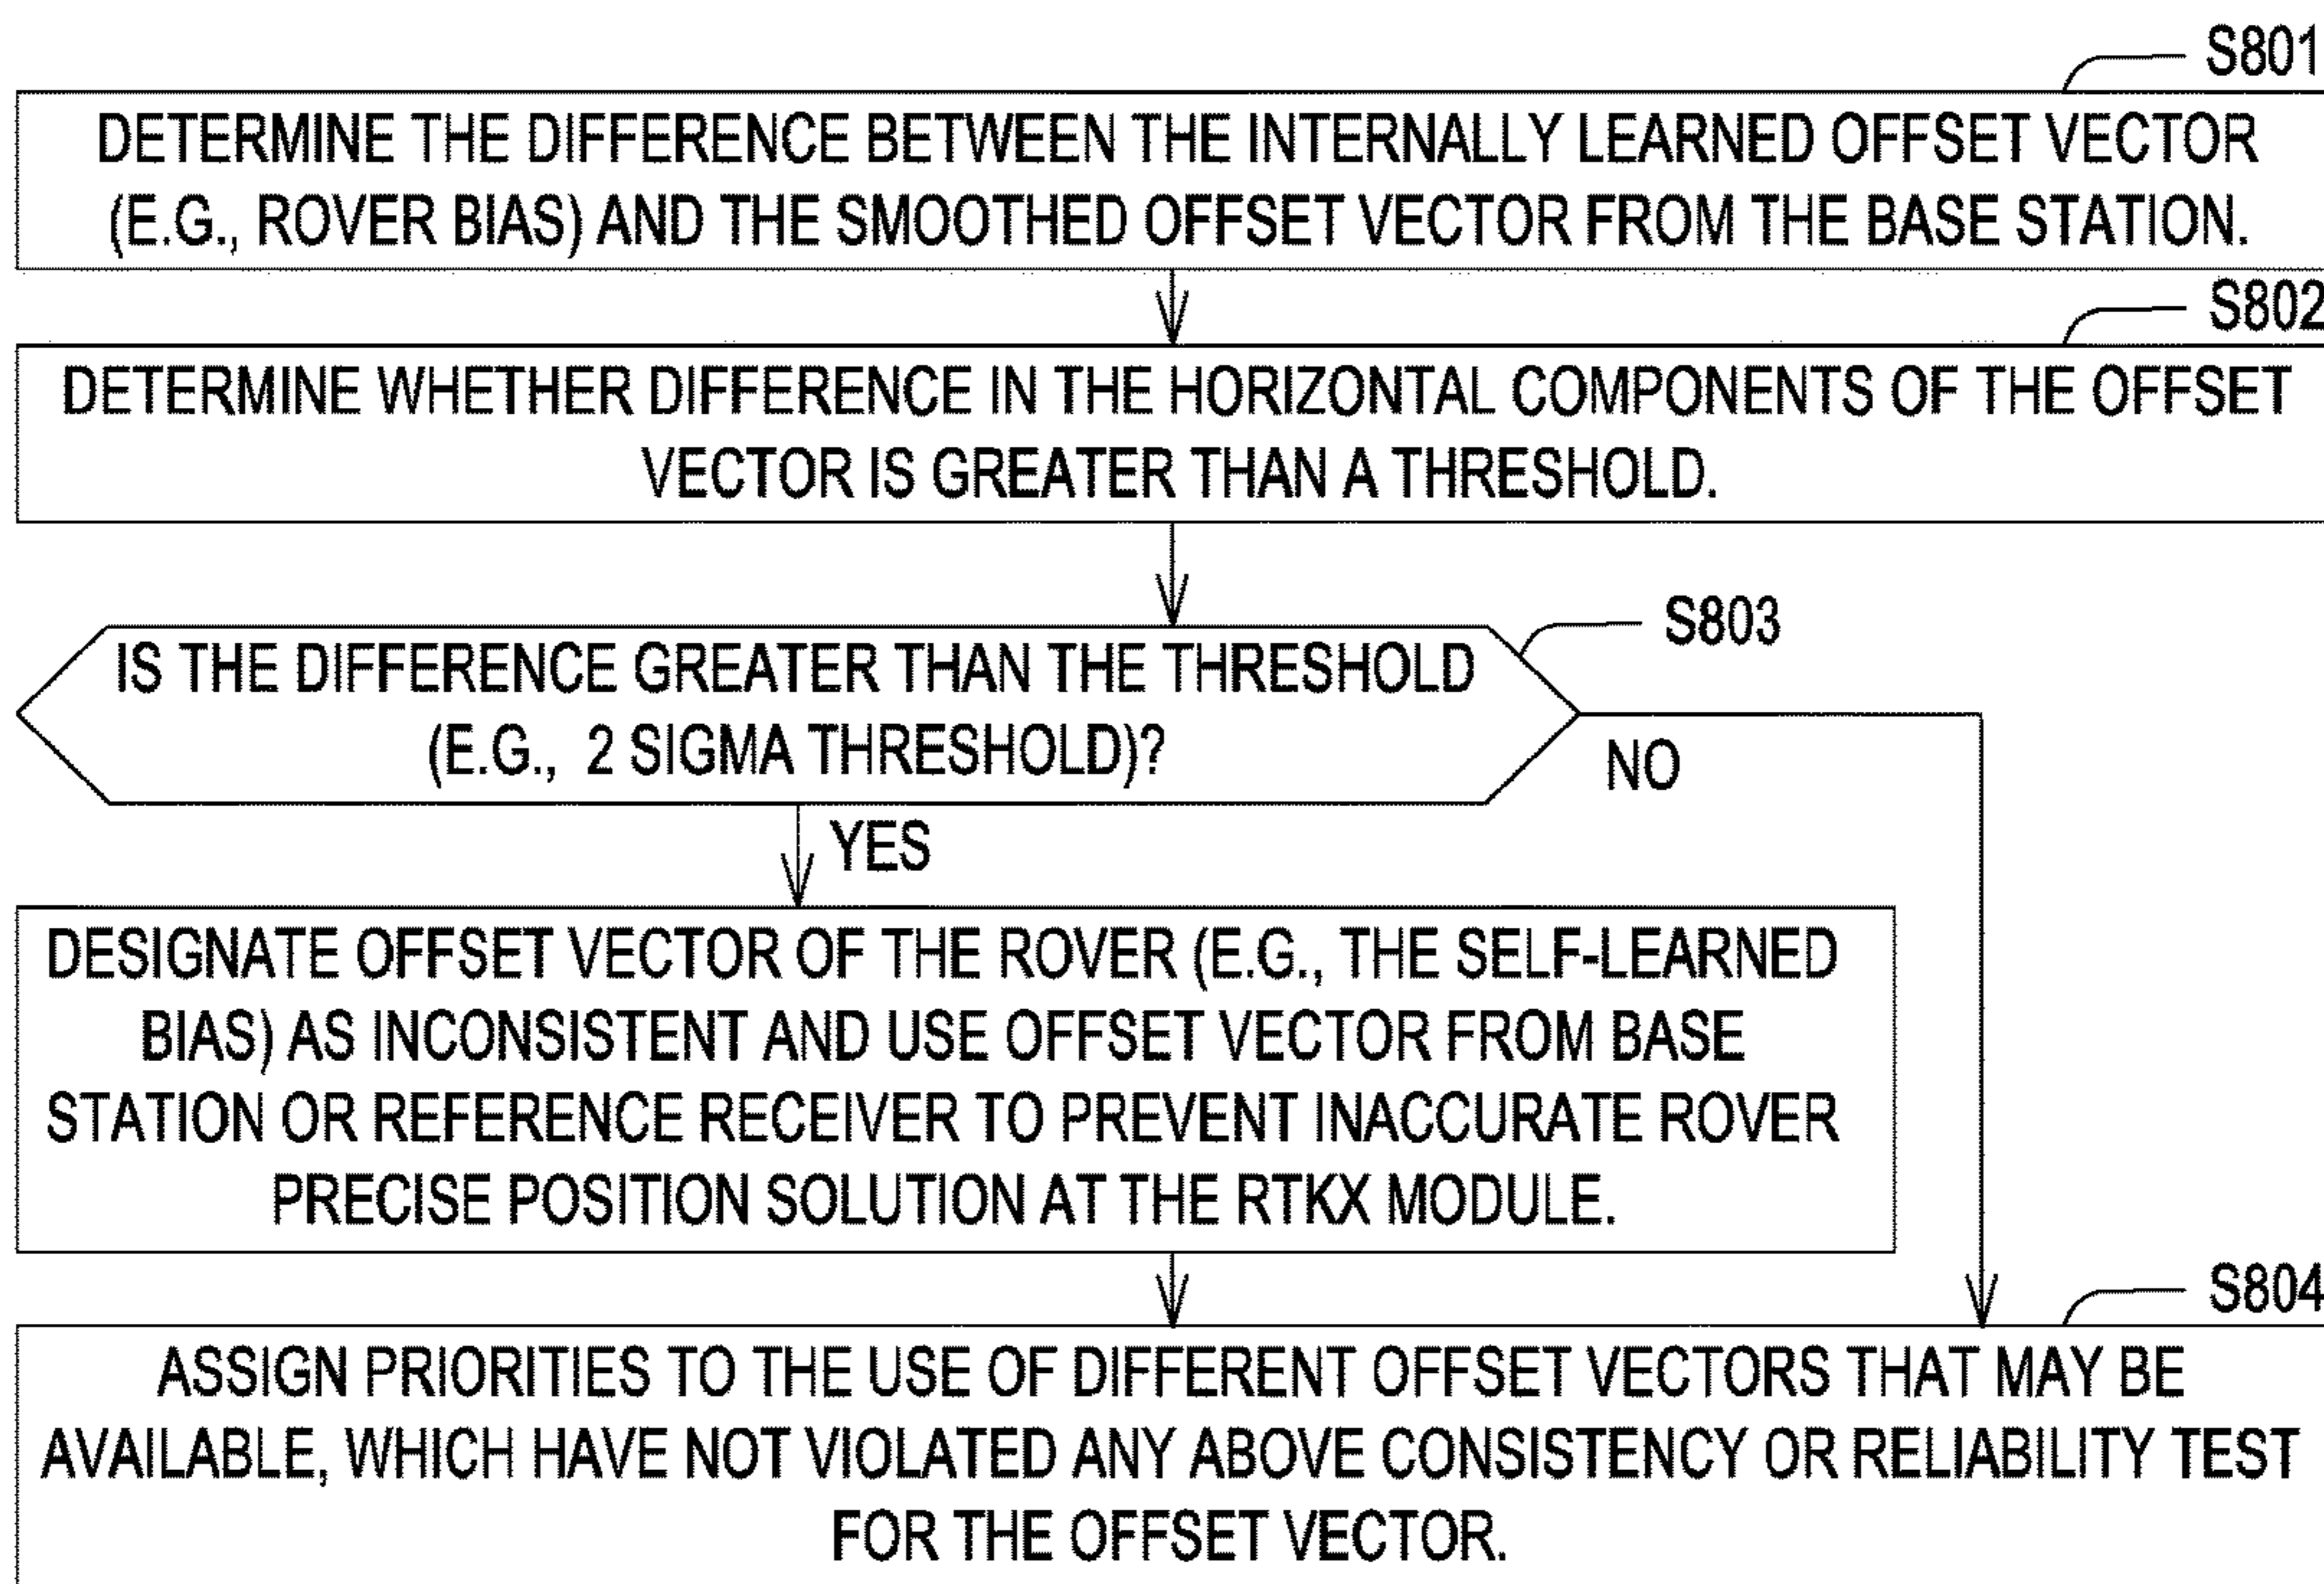 S801
DETERMINE THE DIFFERENCE BETWEEN THE INTERNALLY LEARNED OFFSET VECTOR
(E.G., ROVER BIAS) AND THE SMOOTHED OFFSET VECTOR FROM THE BASE STATION.
S802
DETERMINE WHETHER DIFFERENCE IN THE HORIZONTAL COMPONENTS OF THE OFFSET
VECTOR IS GREATER THAN A THRESHOLD.
S803
IS THE DIFFERENCE GREATER THAN THE THRESHOLD
(E.G., 2 SIGMA THRESHOLD)?
NO
YES
DESIGNATE OFFSET VECTOR OF THE ROVER (E.G., THE SELF-LEARNED
BIAS) AS INCONSISTENT AND USE OFFSET VECTOR FROM BASE
STATION OR REFERENCE RECEIVER TO PREVENT INACCURATE ROVER
PRECISE POSITION SOLUTION AT THE RTKX MODULE.
S804
ASSIGN PRIORITIES TO THE USE OF DIFFERENT OFFSET VECTORS THAT MAY BE
AVAILABLE, WHICH HAVE NOT VIOLATED ANY ABOVE CONSISTENCY OR RELIABILITY TEST
FOR THE OFFSET VECTOR.